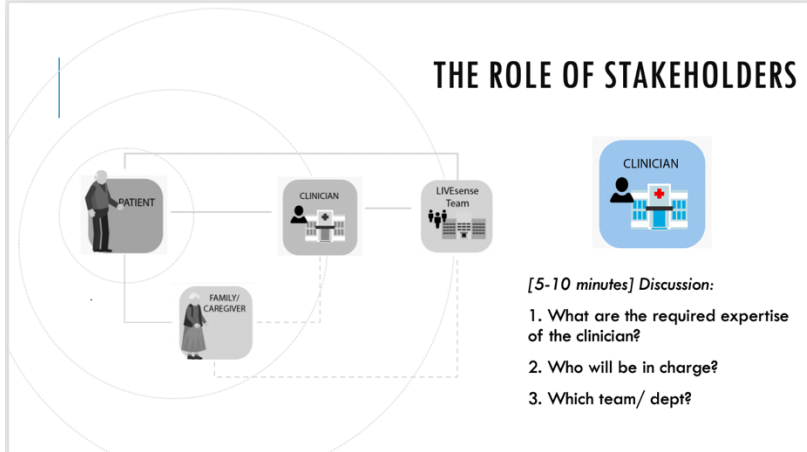 THE ROLE OF STAKEHOLDERS
PATIENT
CLINICIAN
LIVEsense
Team
FAMILY/
CAREGIVER
CLINICIAN
[5-10 minutes] Discussion:
1. What are the required expertise
of the clinician?
2. Who will be in charge?
3. Which team/ dept?